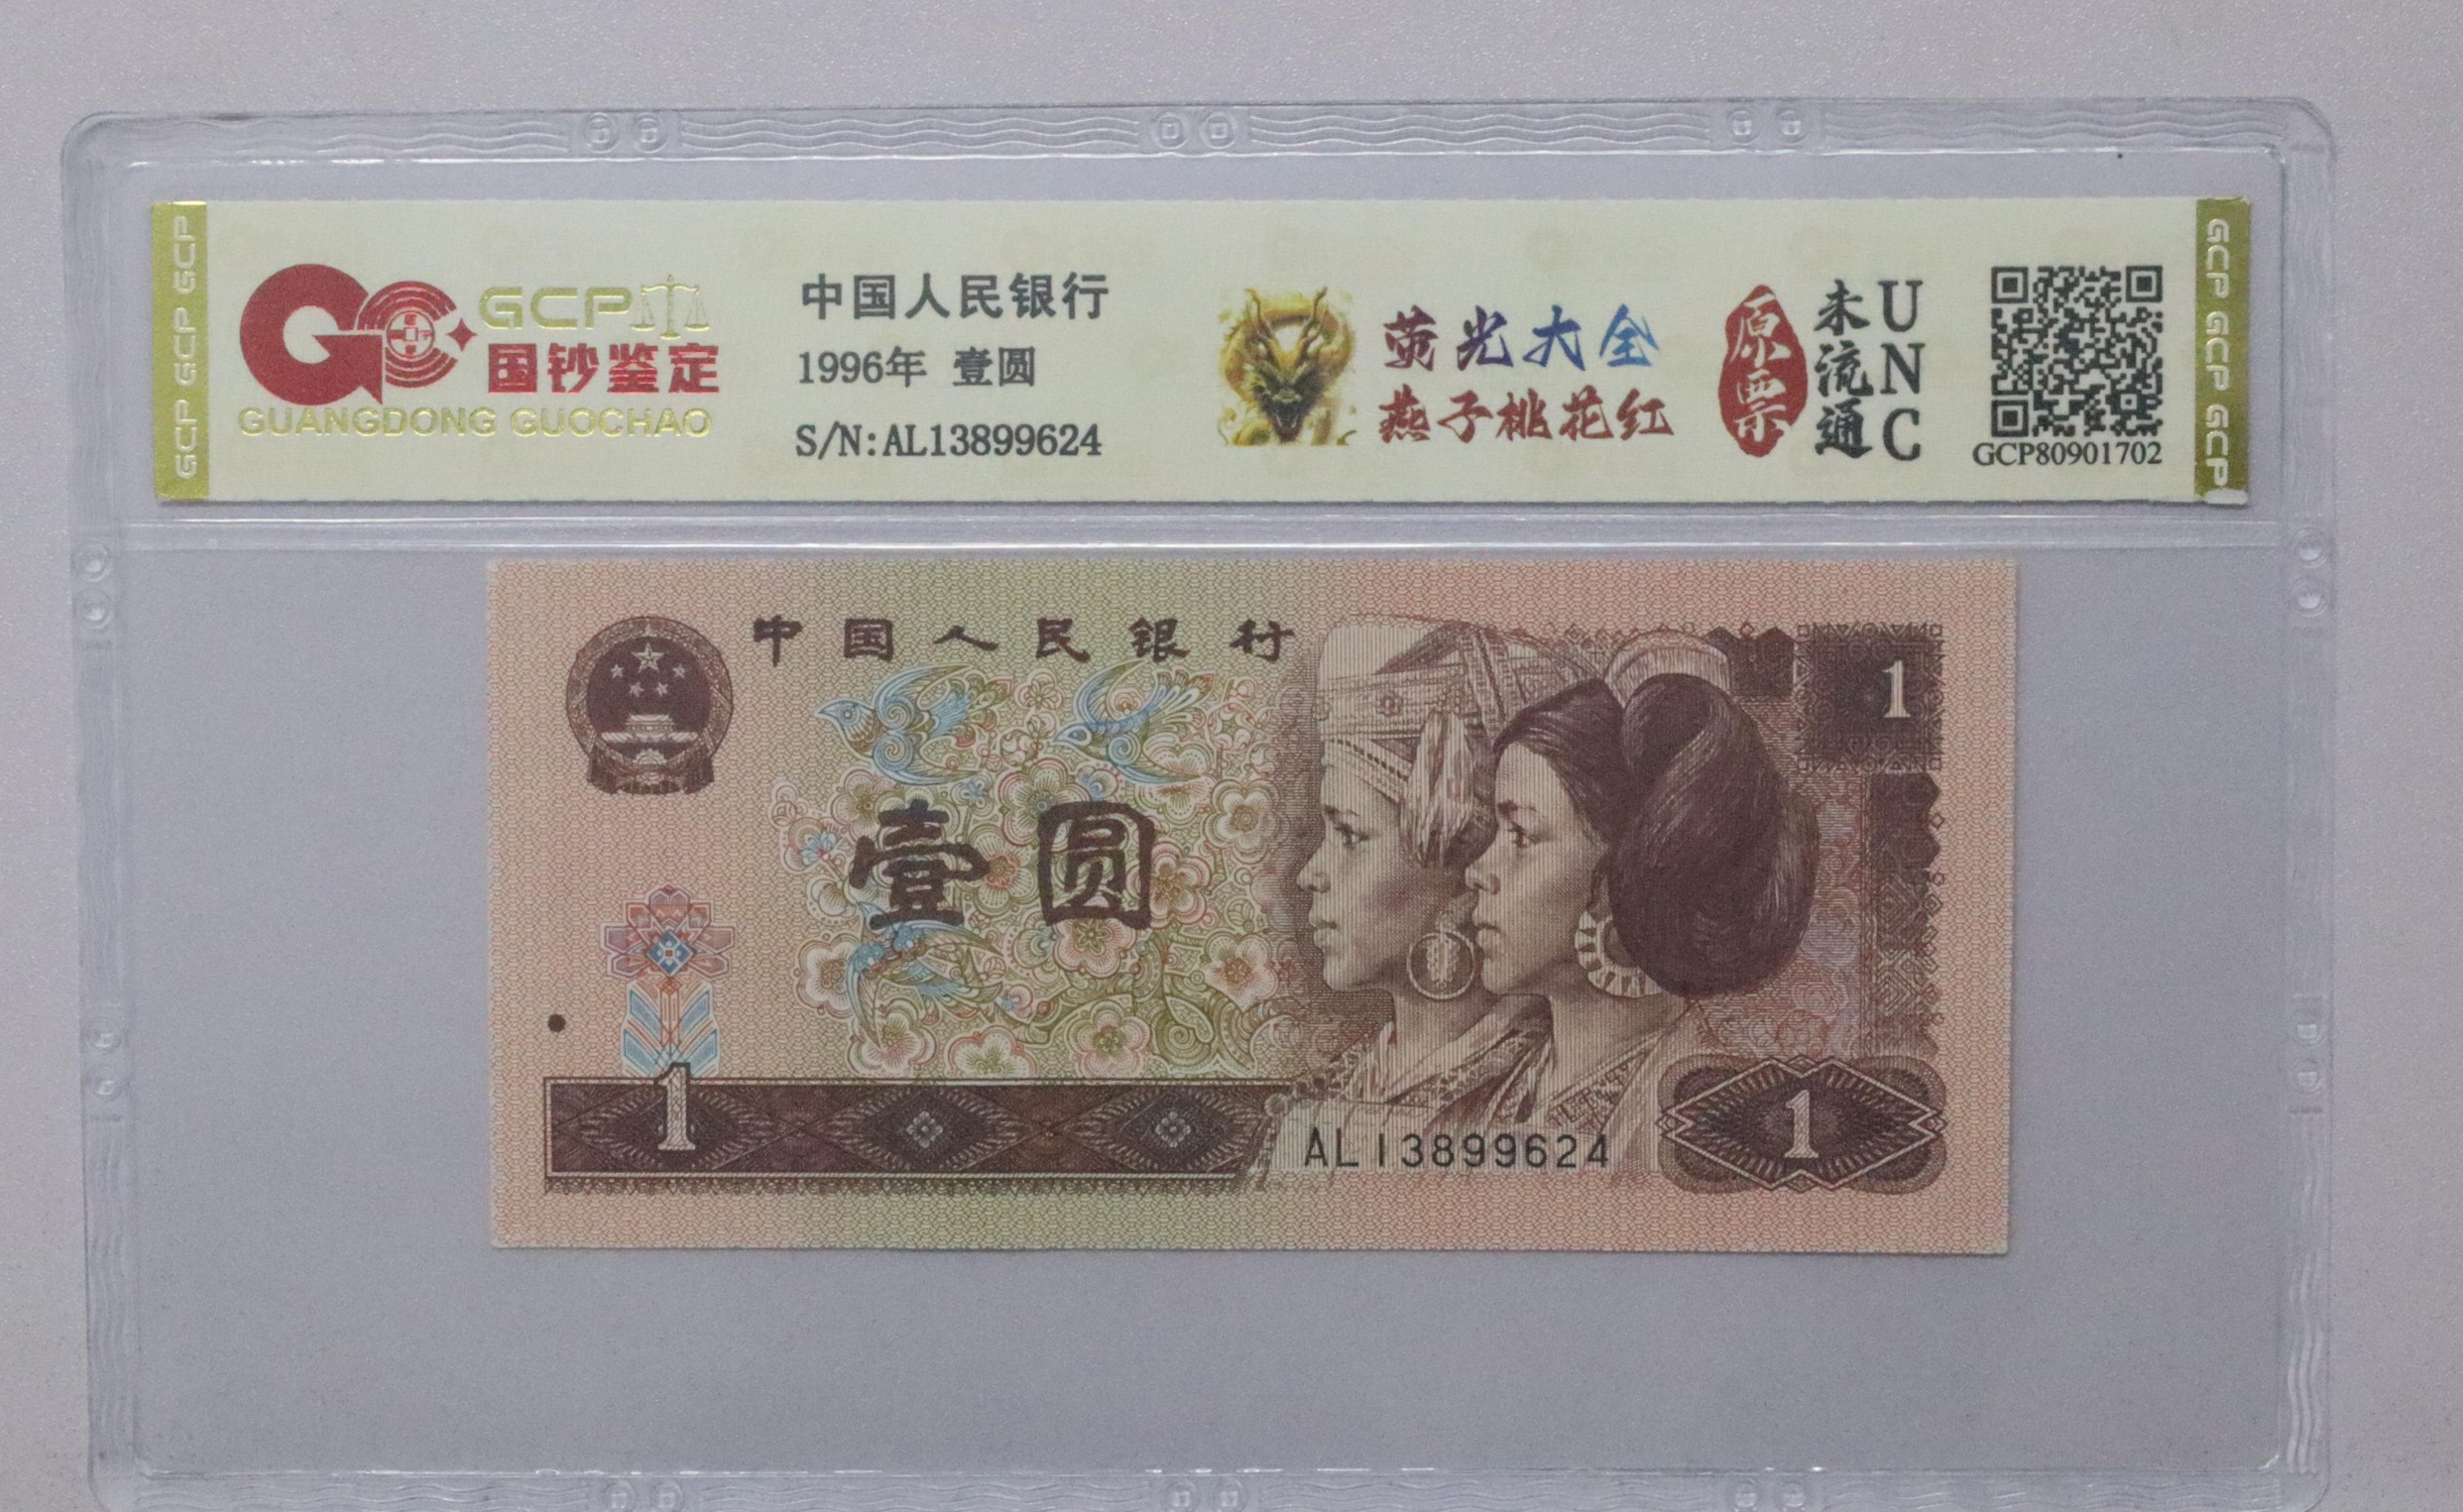 GCP GCP GCP
GCP
国钞鉴定
GUANGDONG GUOCHAO
中国人民银行
1996年 壹圆
S/N:AL13899624
荧光大全
燕子桃花红
原票
未流通
UNC
GCP80901702
GCP GCP GCP
中国人民银行
1
壹圆
1
AL13899624
1